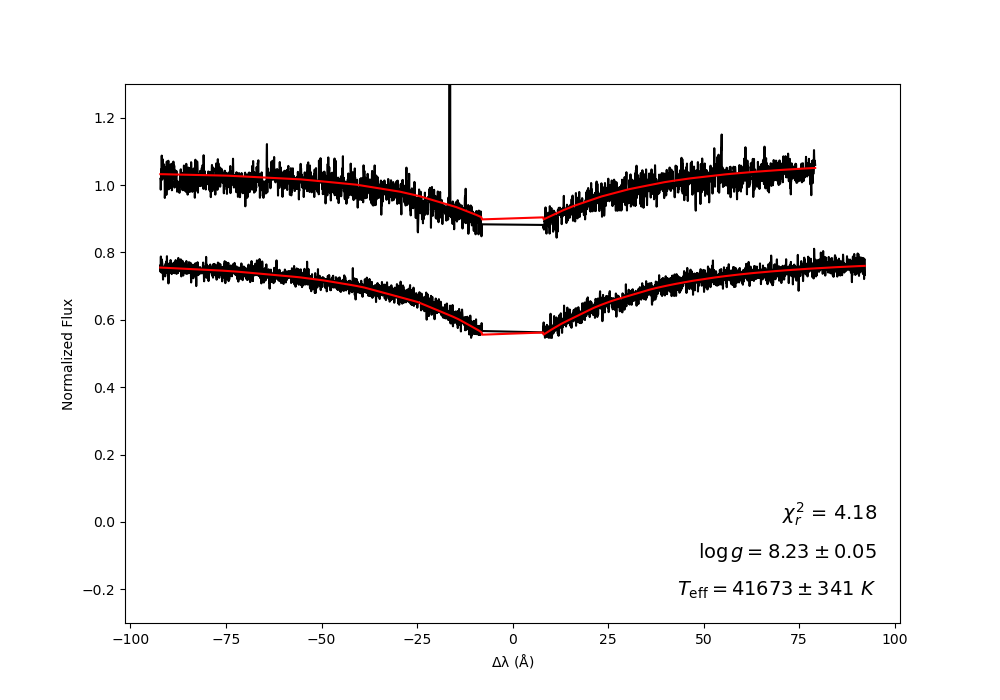 1.2
1.0
0.8
0.6
0.4
0.2
0.0
−0.2
Normalized Flux
χ²ᵣ = 4.18
log g = 8.23 ± 0.05
T_eff = 41673 ± 341 K
−100 −75 −50 −25 0 25 50 75 100
Δλ (Å)